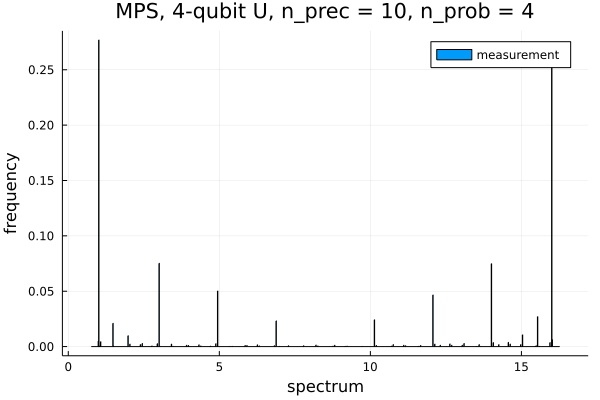 MPS, 4-qubit U, n_prec = 10, n_prob = 4
measurement
frequency
0.25
0.20
0.15
0.10
0.05
0.00
0 5 10 15
spectrum